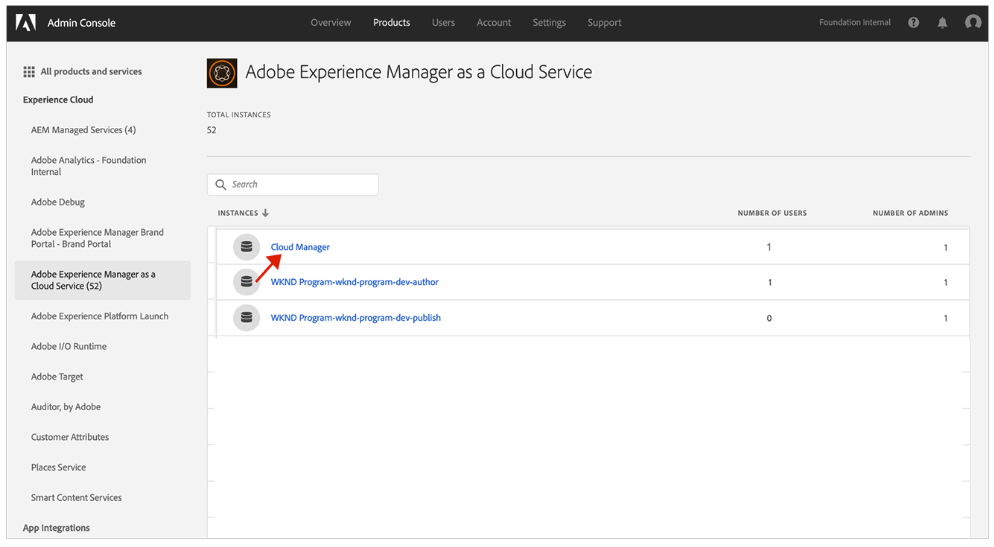 Admin Console
Overview Products Users Account Settings Support
Foundation Internal
All products and services
Experience Cloud
AEM Managed Services (4)
Adobe Analytics - Foundation
Internal
Adobe Debug
Adobe Experience Manager Brand
Portal - Brand Portal
Adobe Experience Manager as a
Cloud Service (52)
Adobe Experience Platform Launch
Adobe I/O Runtime
Adobe Target
Auditor, by Adobe
Customer Attributes
Places Service
Smart Content Services
App Integrations
Adobe Experience Manager as a Cloud Service
TOTAL INSTANCES
52
Search
INSTANCES NUMBER OF USERS NUMBER OF ADMINS
Cloud Manager 1 1
WKND Program-wknd-program-dev-author 1 1
WKND Program-wknd-program-dev-publish 0 1